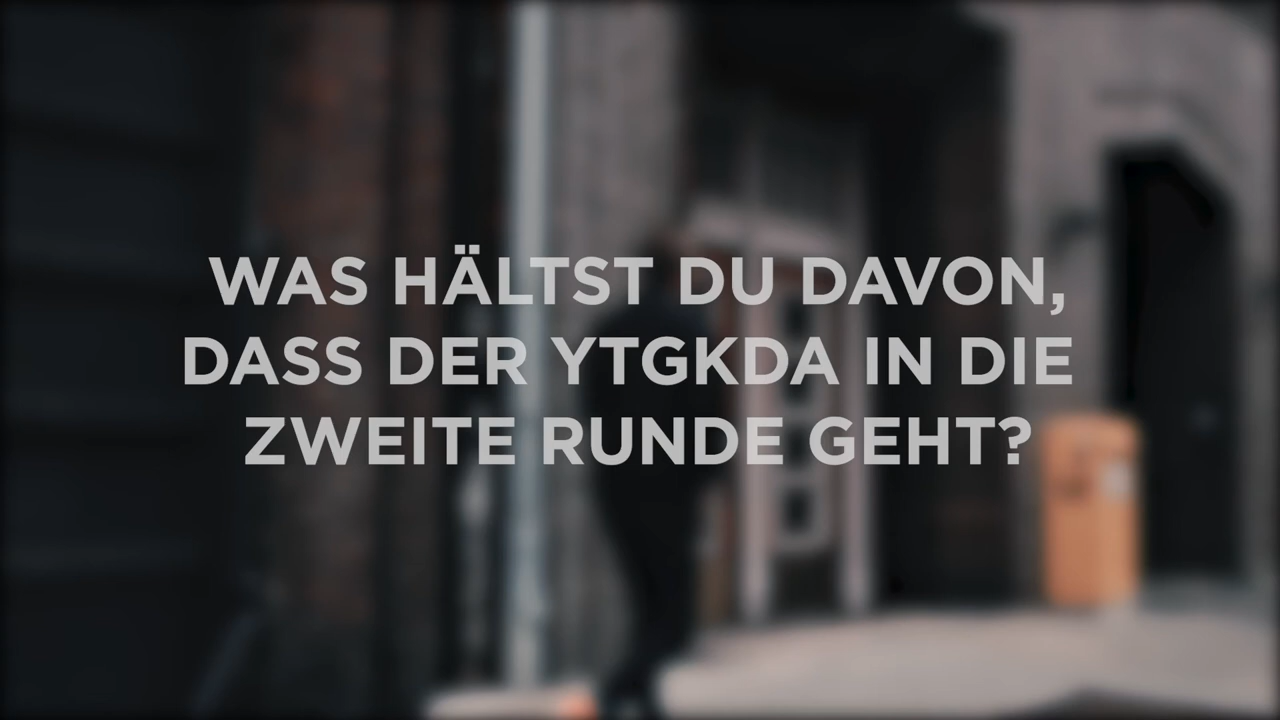 WAS HÄLTST DU DAVON,
DASS DER YTGKDA IN DIE
ZWEITE RUNDE GEHT?